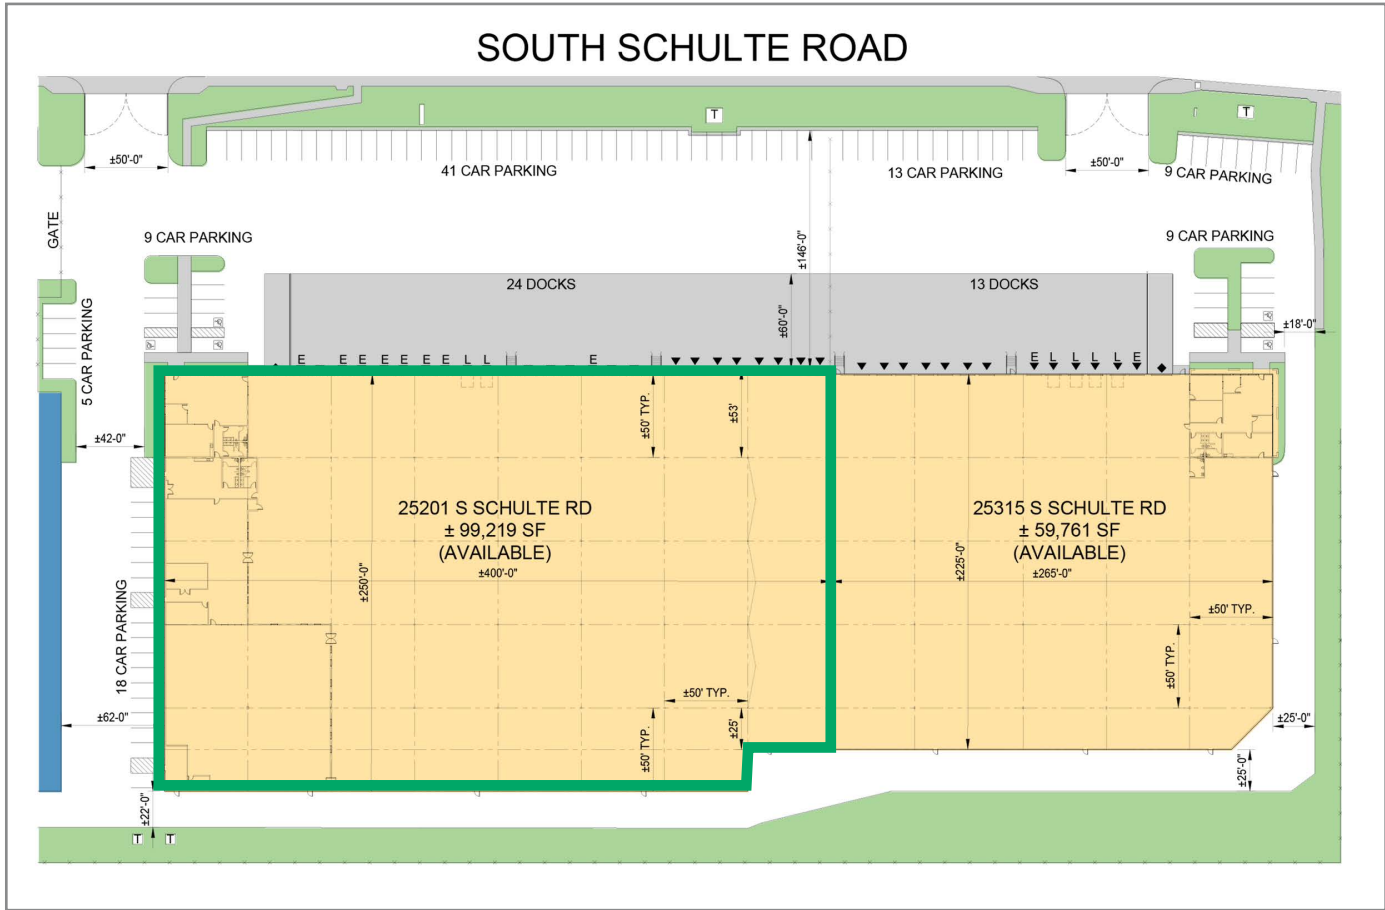 SOUTH SCHULTE ROAD
T
T
±50'-0"
41 CAR PARKING
13 CAR PARKING
±50'-0"
9 CAR PARKING
GATE
9 CAR PARKING
±146'-0"
9 CAR PARKING
24 DOCKS
13 DOCKS
±60'-0"
±18'-0"
5 CAR PARKING
E E E E E E E L L E
E L L L L E
±42-0"
±50' TYP.
±53'
25201 S SCHULTE RD
± 99,219 SF
(AVAILABLE)
±400'-0"
±250'-0"
25315 S SCHULTE RD
± 59,761 SF
(AVAILABLE)
±265'-0"
±225'-0"
±50' TYP.
18 CAR PARKING
±50' TYP.
±50' TYP.
±62-0"
±50' TYP.
±25'
±25'-0"
±25'-0"
±22'-0"
T T